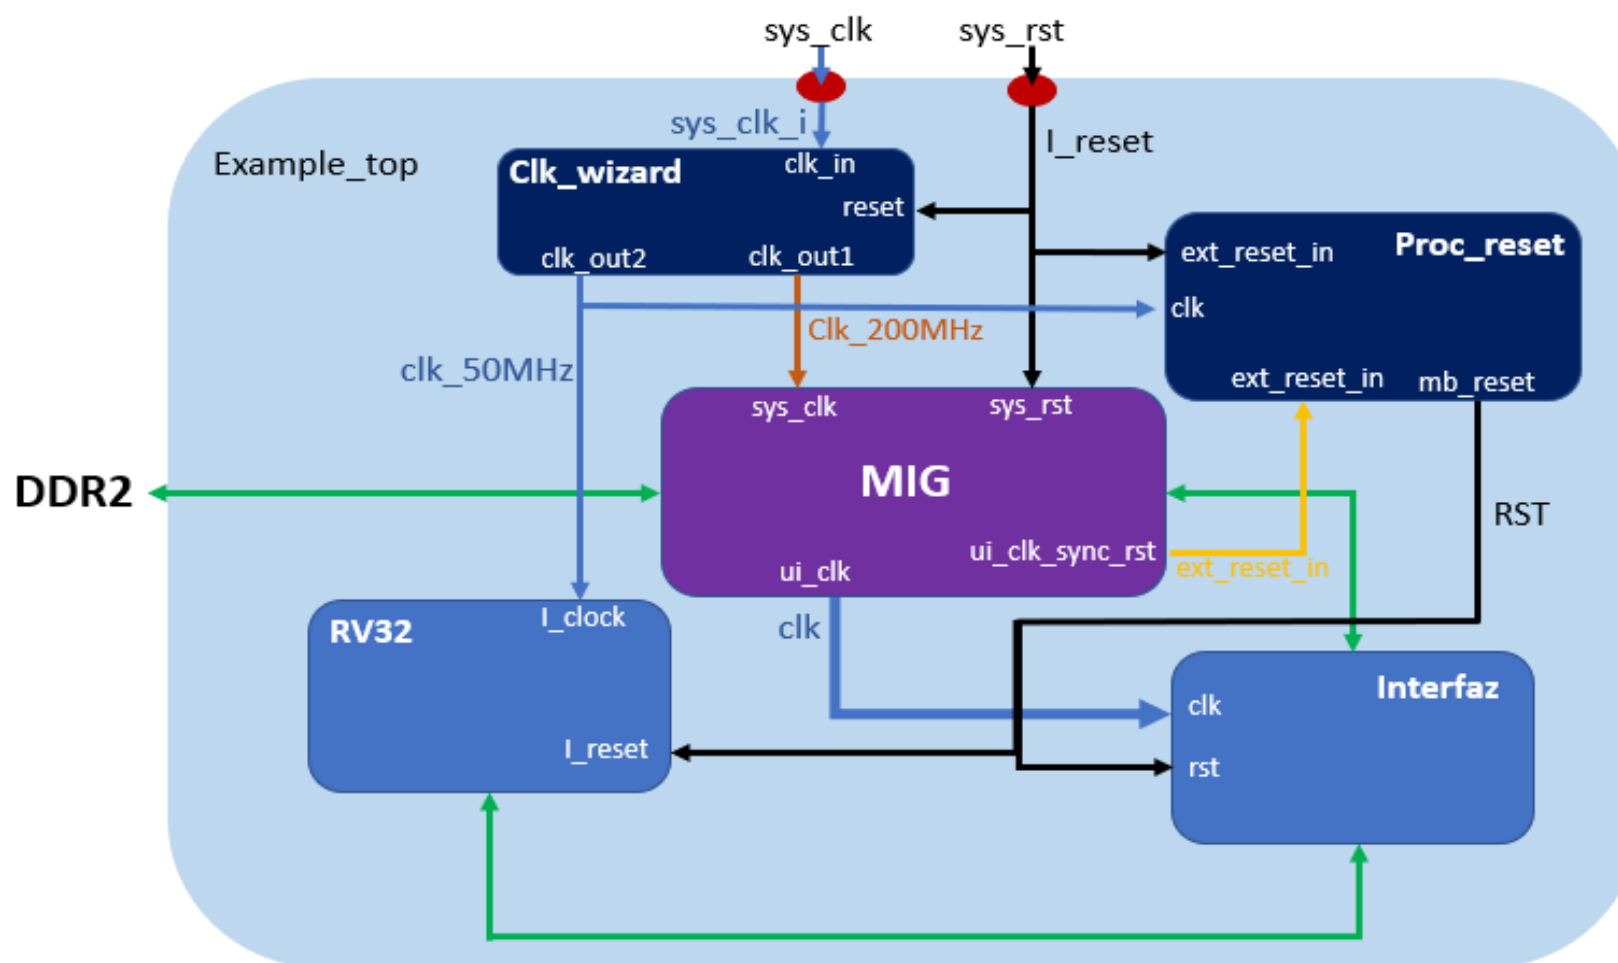 sys_clk
sys_rst
sys_clk_i
I_reset
Example_top
Clk_wizard
clk_in
reset
clk_out2
clk_out1
Proc_reset
ext_reset_in
clk
ext_reset_in
mb_reset
Clk_200MHz
clk_50MHz
sys_clk
sys_rst
MIG
DDR2
RST
ui_clk_sync_rst
ui_clk
ext_reset_in
RV32
I_clock
clk
I_reset
Interfaz
clk
rst